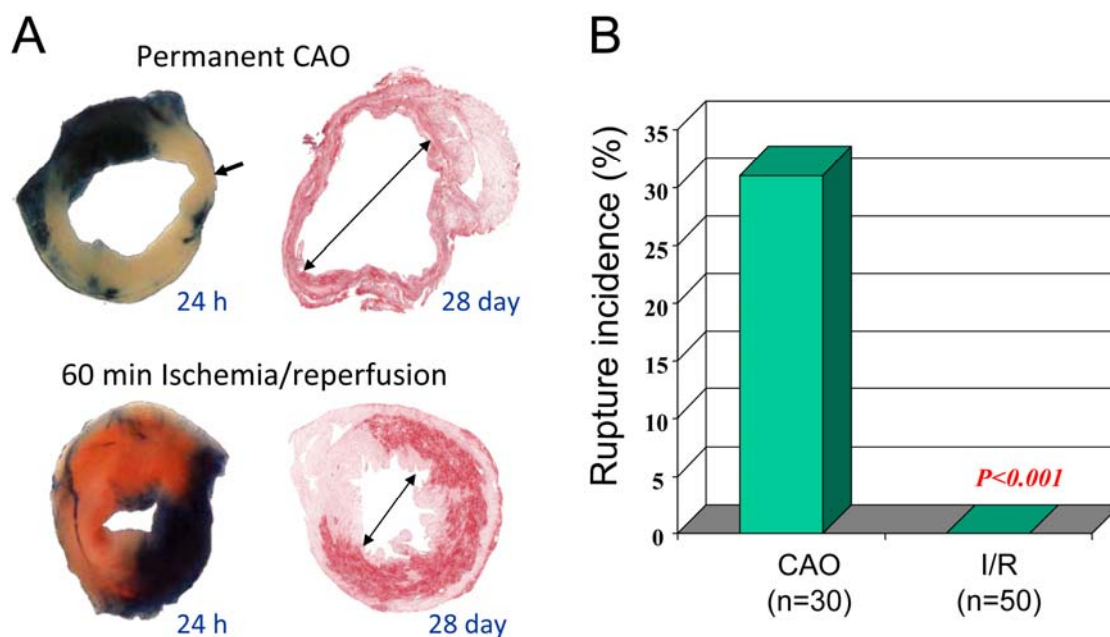 A
Permanent CAO
24 h
28 day
60 min Ischemia/reperfusion
24 h
28 day
B
Rupture incidence (%)
35
30
25
20
15
10
5
0
P<0.001
CAO
(n=30)
I/R
(n=50)